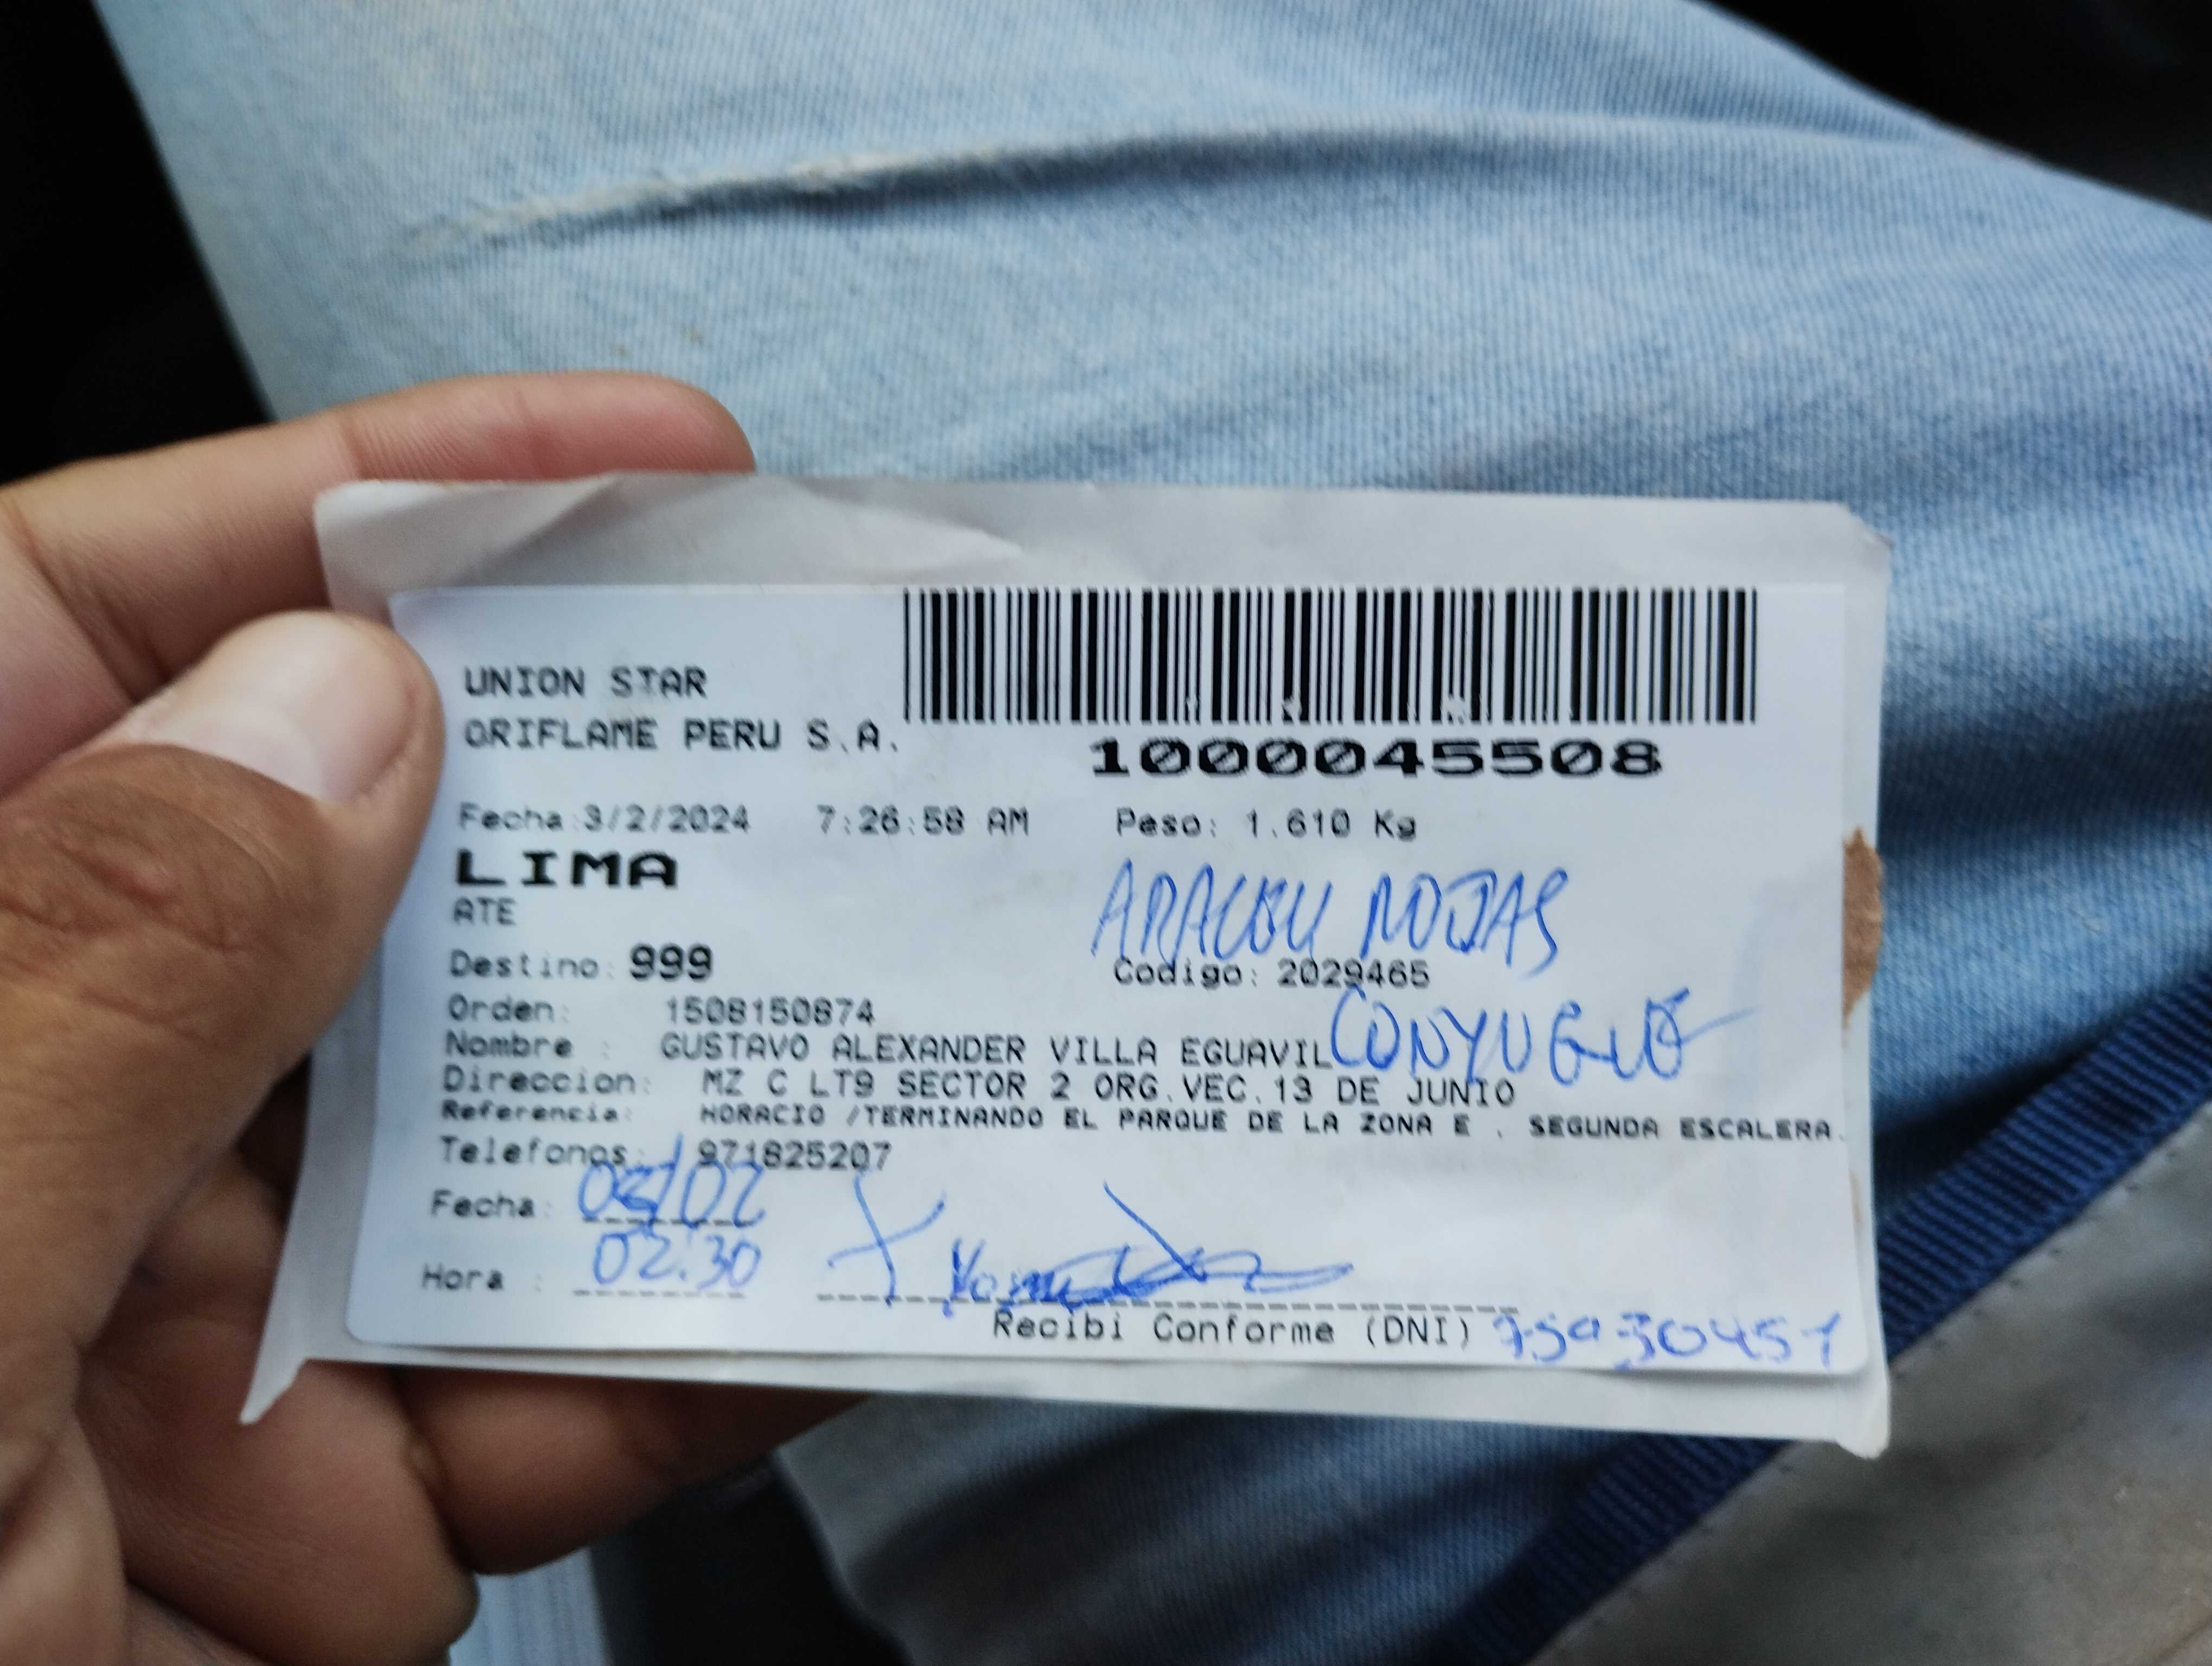 UNION STAR
ORIFLAME PERU S.A.
1000045508
Fecha:3/2/2024 7:26:58 AM Peso: 1.610 Kg
LIMA
ATE
ARACELI ROJAS
Destino: 999 Codigo: 2029465
Orden: 1508150874
Nombre : GUSTAVO ALEXANDER VILLA EGUAVIL CONYUGUE
Direccion: MZ C LT9 SECTOR 2 ORG.VEC.13 DE JUNIO
Referencia: HORACIO /TERMINANDO EL PARQUE DE LA ZONA E . SEGUNDA ESCALERA.
Telefonos: 971825207
Fecha: 03/02
Hora : 02:30
Recibi Conforme (DNI)